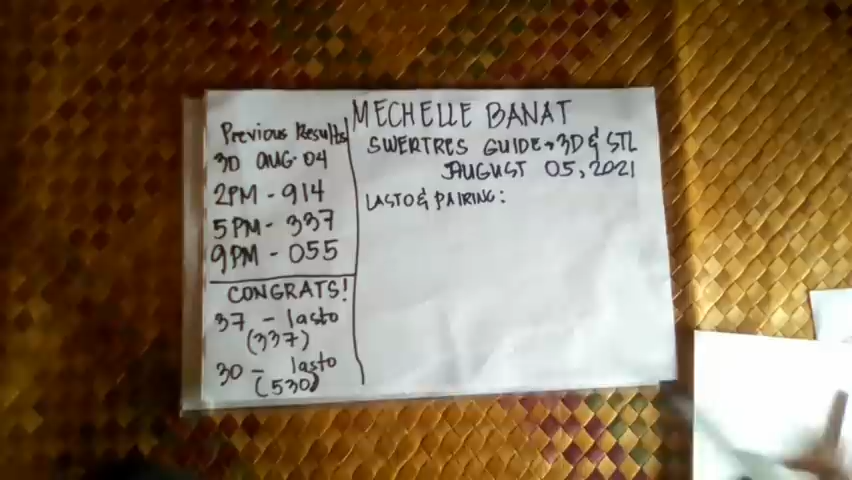 Previous Results
3D AUG. 04
2PM - 914
5PM - 337
9PM - 055
CONGRATS!
37 - lasto
(337)
30 - lasto
(530)
MECHELLE BANAT
SWERTRES GUIDE → 3D & STL
AUGUST 05, 2021
LASTO & PAIRING: